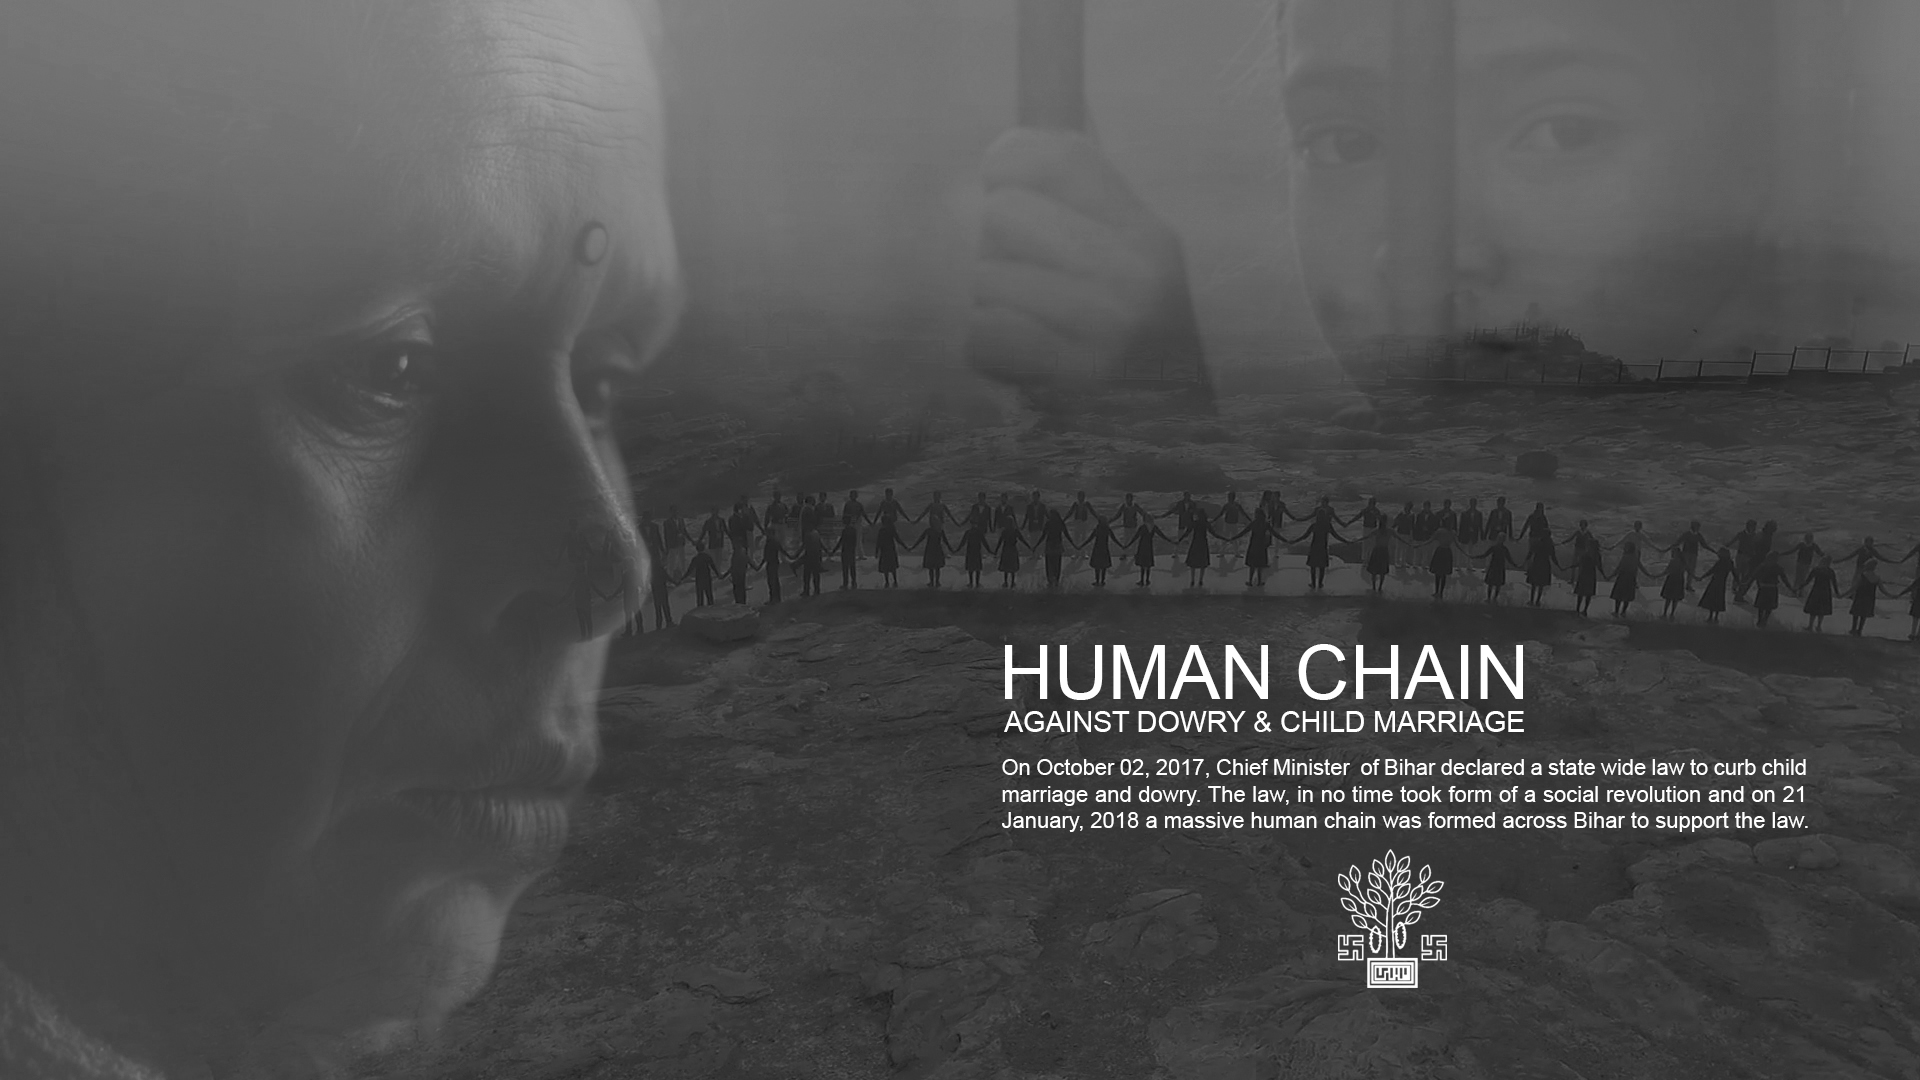 HUMAN CHAIN
AGAINST DOWRY & CHILD MARRIAGE
On October 02, 2017, Chief Minister  of Bihar declared a state wide law to curb child
marriage and dowry. The law, in no time took form of a social revolution and on 21
January, 2018 a massive human chain was formed across Bihar to support the law.